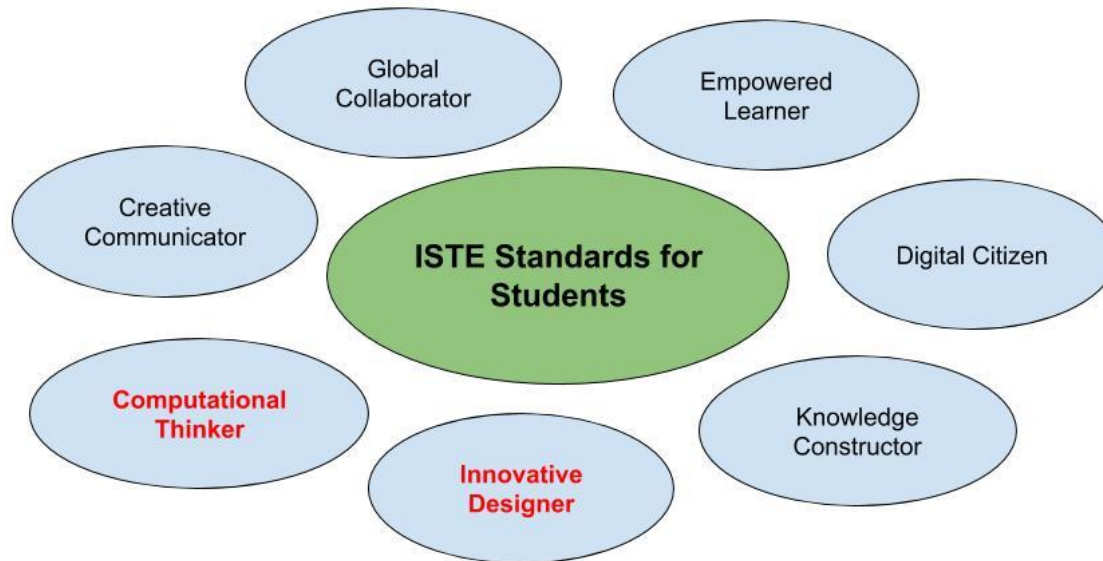 Global
Collaborator
Empowered
Learner
Creative
Communicator
ISTE Standards for
Students
Digital Citizen
Computational
Thinker
Innovative
Designer
Knowledge
Constructor